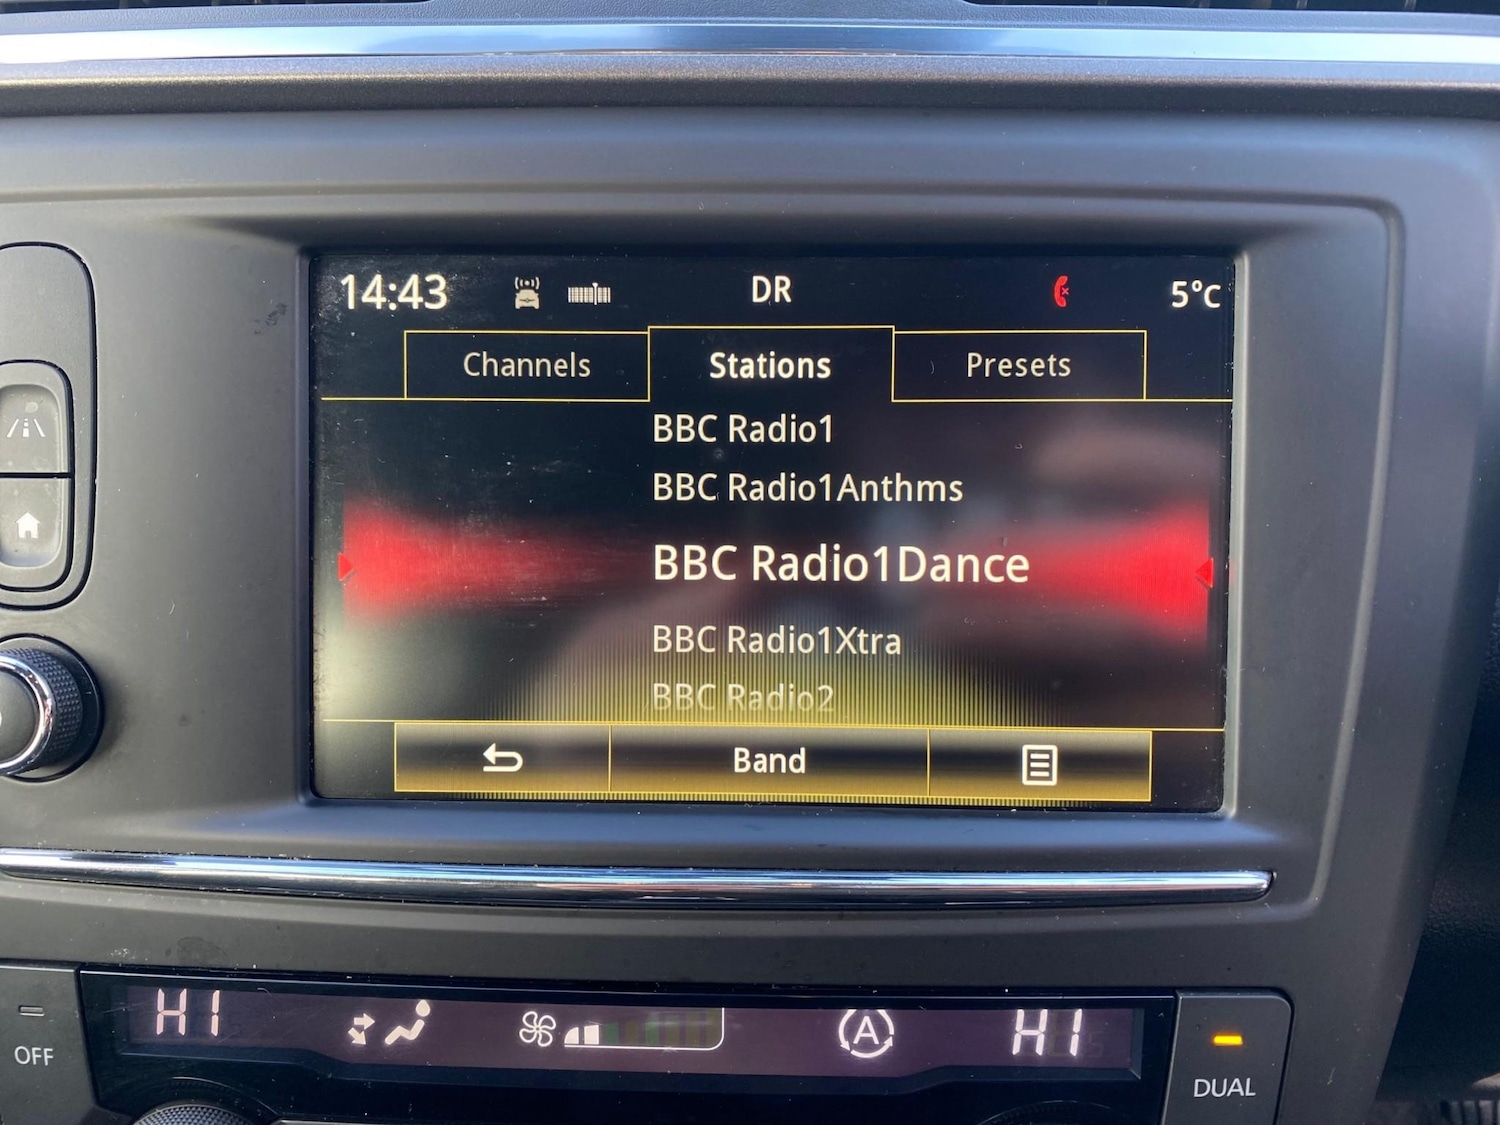 14:43 DR 5°C
Channels Stations Presets
BBC Radio1
BBC Radio1Anthms
BBC Radio1Dance
BBC Radio1Xtra
BBC Radio2
Band
HI A HI
OFF
DUAL